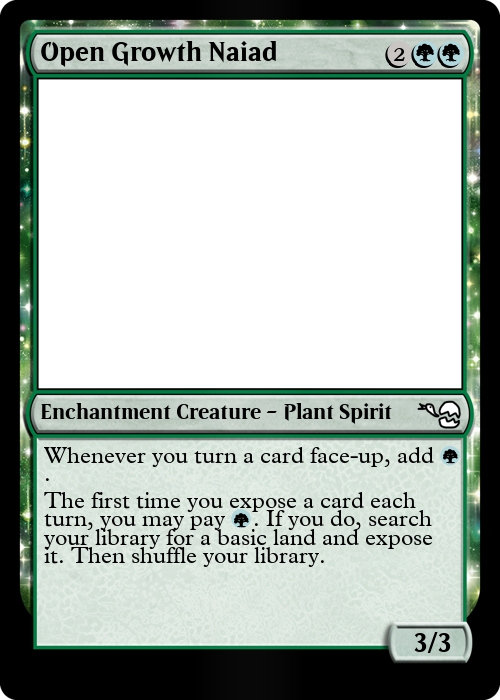 Open Growth Naiad 2
Enchantment Creature – Plant Spirit
Whenever you turn a card face-up, add
.
The first time you expose a card each
turn, you may pay . If you do, search
your library for a basic land and expose
it. Then shuffle your library.
3/3